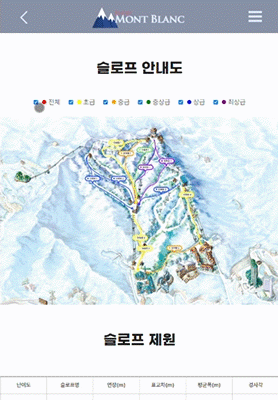 MONT BLANC
슬로프 안내도
전체 초급 중급 중상급 상급 최상급
슬로프 제원
난이도 슬로프명 연장(m) 표고차(m) 평균폭(m) 경사각